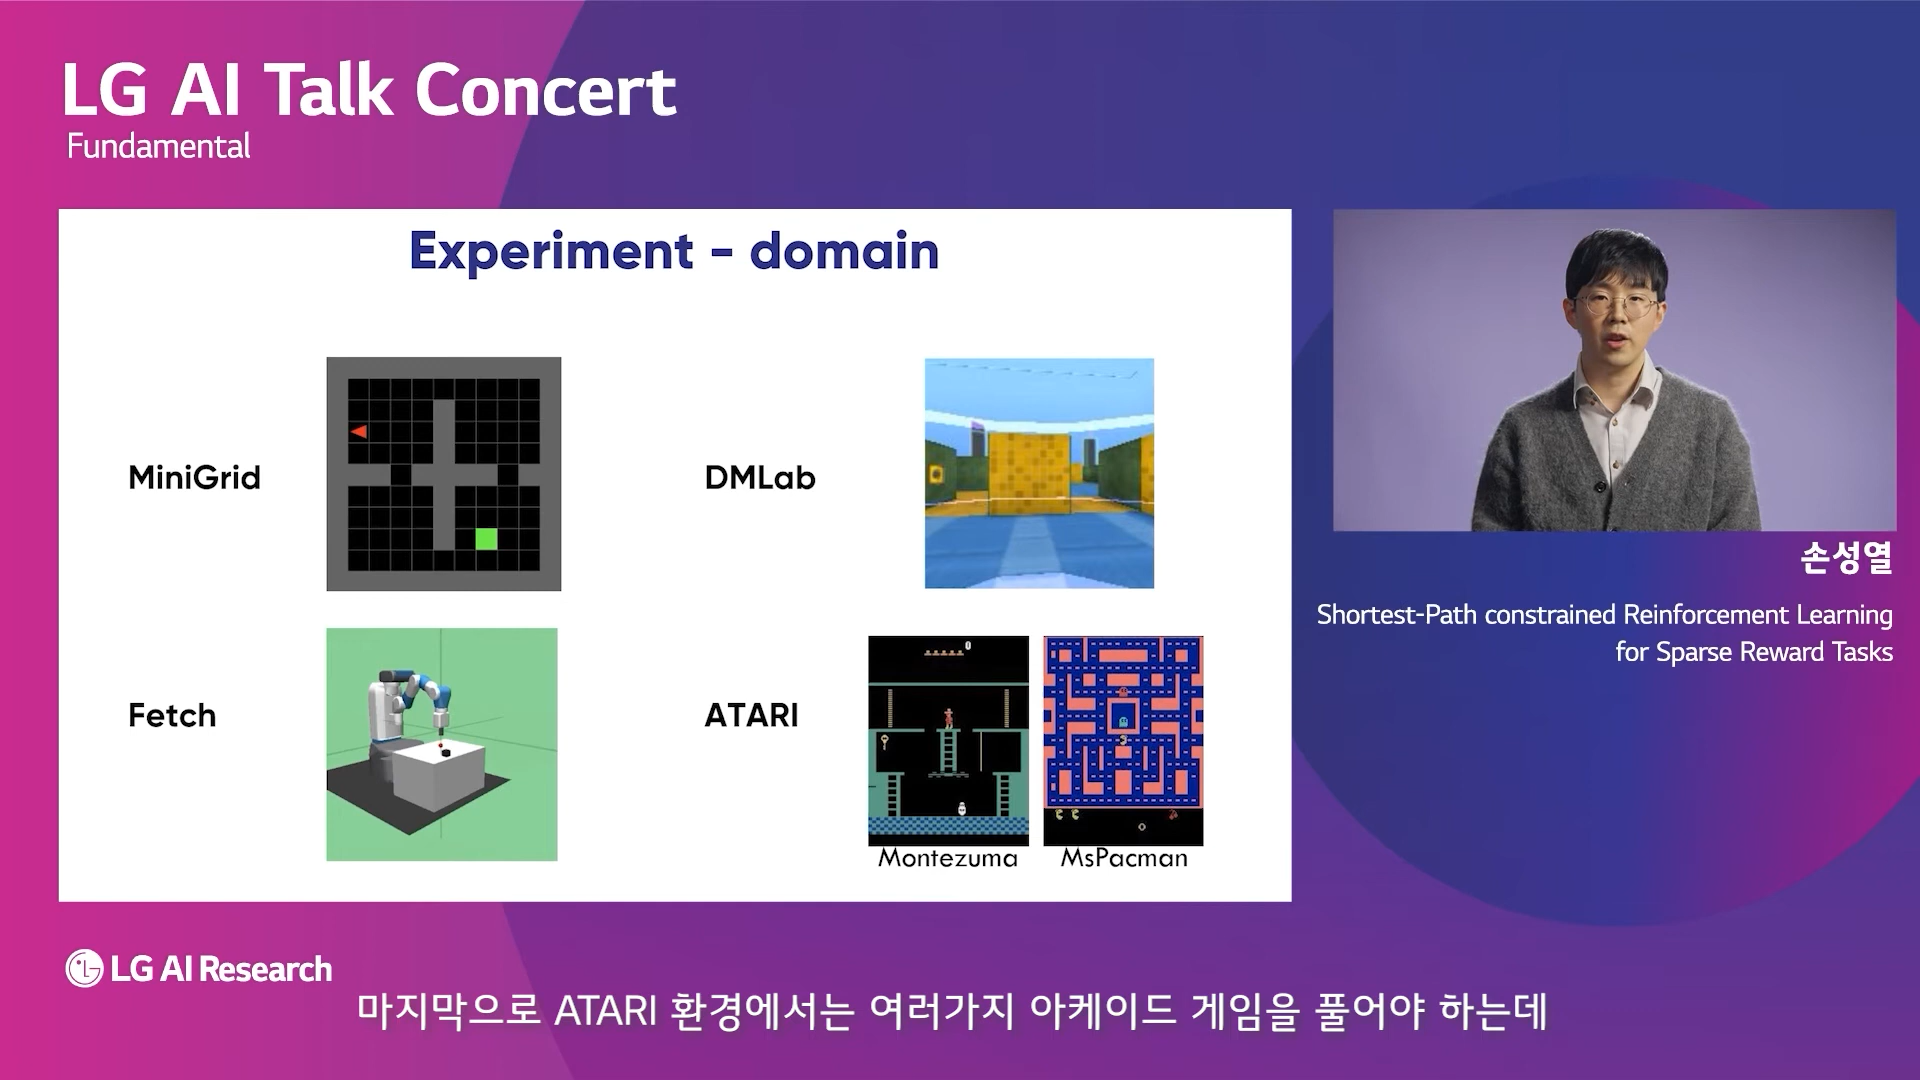 LG AI Talk Concert
Fundamental
Experiment - domain
MiniGrid
DMLab
Fetch
ATARI
0
Montezuma
MsPacman
손성열
Shortest-Path constrained Reinforcement Learning
for Sparse Reward Tasks
LG AI Research
마지막으로 ATARI 환경에서는 여러가지 아케이드 게임을 풀어야 하는데